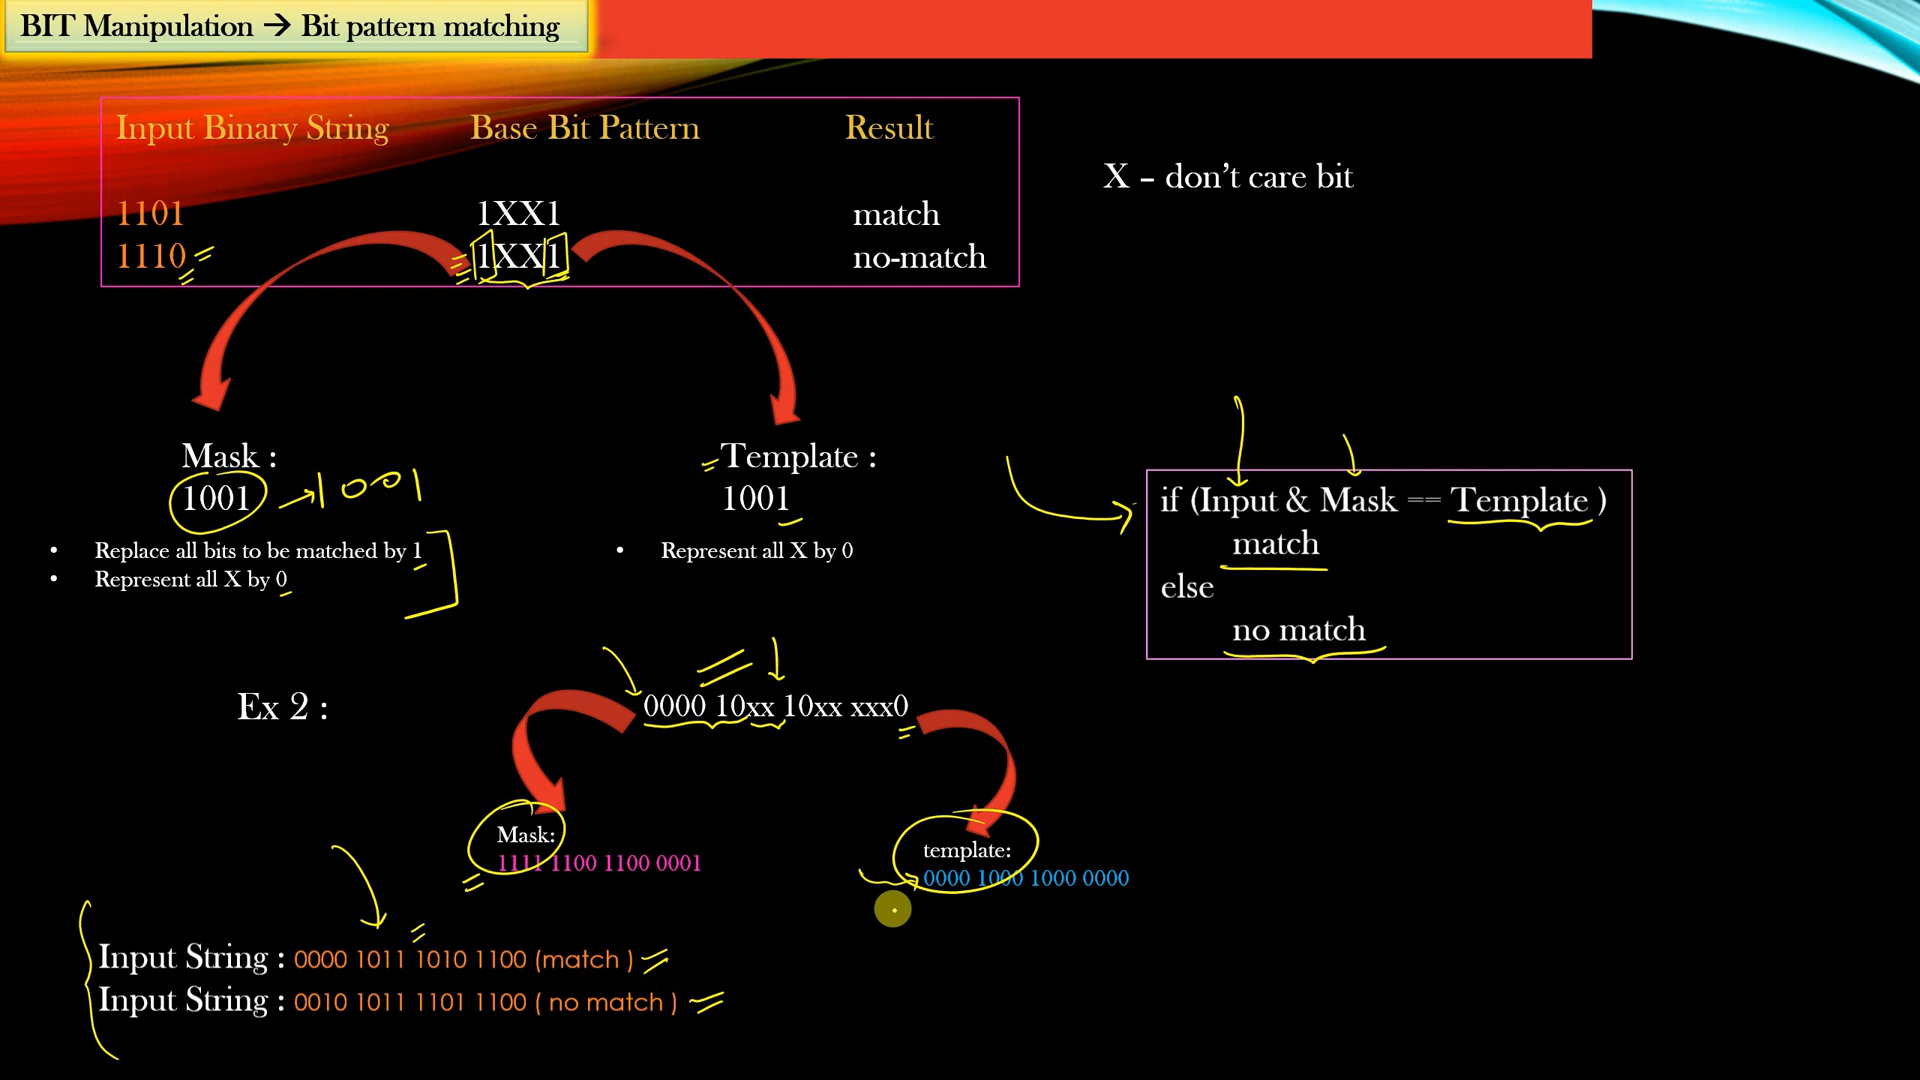 BIT Manipulation → Bit pattern matching
Input Binary String Base Bit Pattern Result
1101 1XX1 match
1110 1XX1 no-match
X – don't care bit
Mask :
1001 → 1001
• Replace all bits to be matched by 1
• Represent all X by 0
Template :
1001
• Represent all X by 0
if (Input & Mask == Template )
match
else
no match
Ex 2 :
0000 10xx 10xx xxx0
Mask:
1111 1100 1100 0001
template:
0000 1000 1000 0000
Input String : 0000 1011 1010 1100 (match )
Input String : 0010 1011 1101 1100 ( no match )